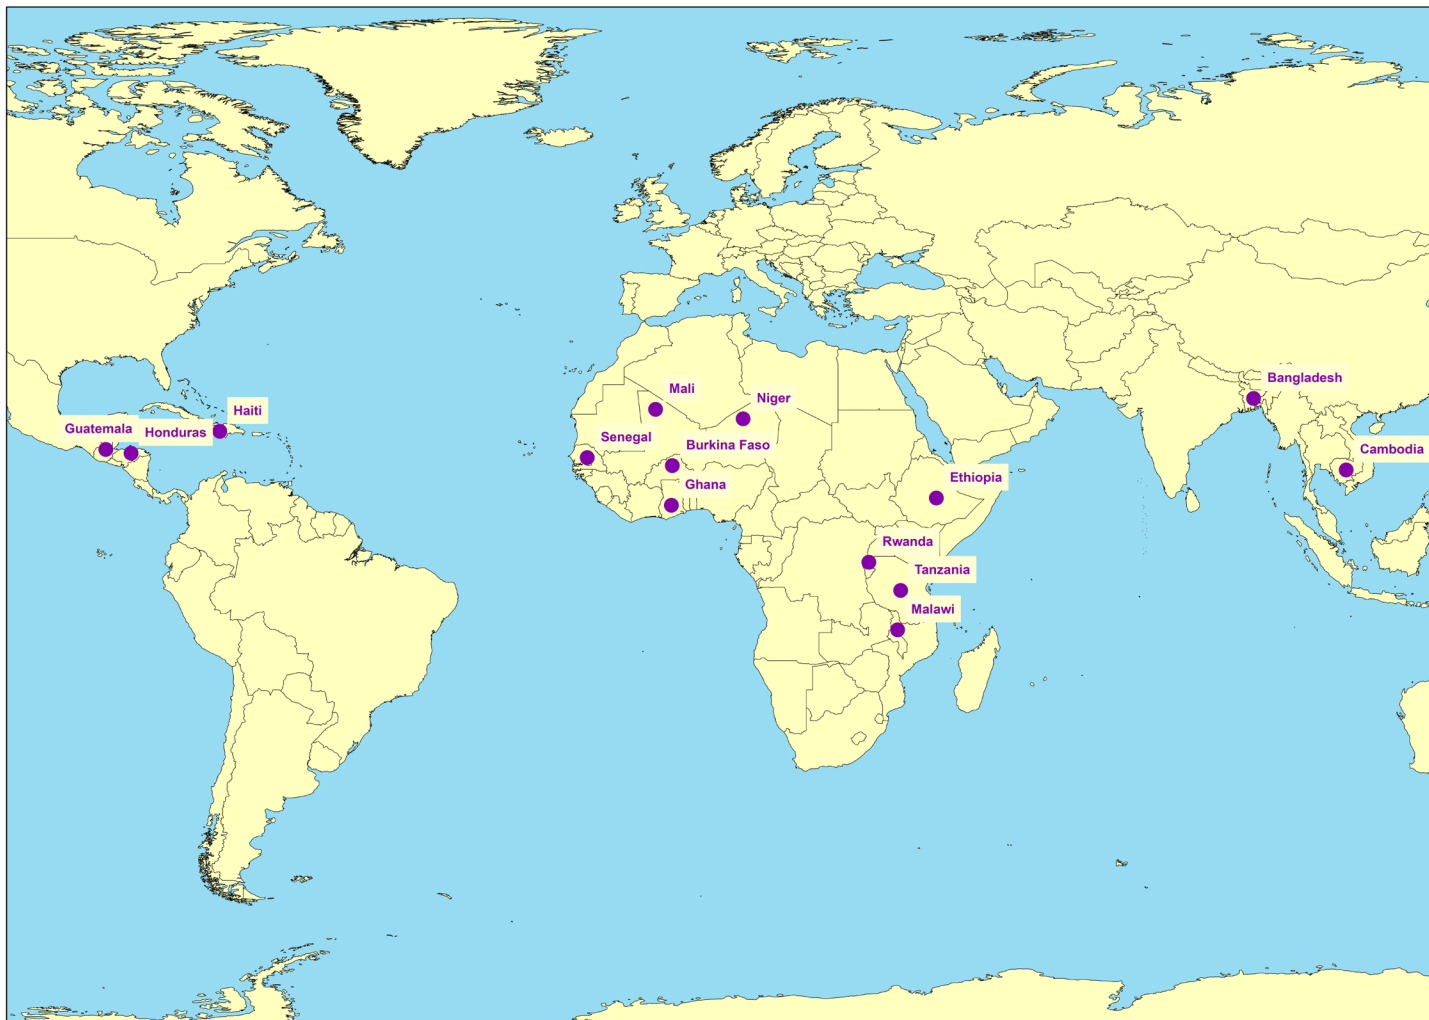 Bangladesh
Mali
Niger
Haiti
Guatemala
Honduras
Senegal
Burkina Faso
Cambodia
Ghana
Ethiopia
Rwanda
Tanzania
Malawi